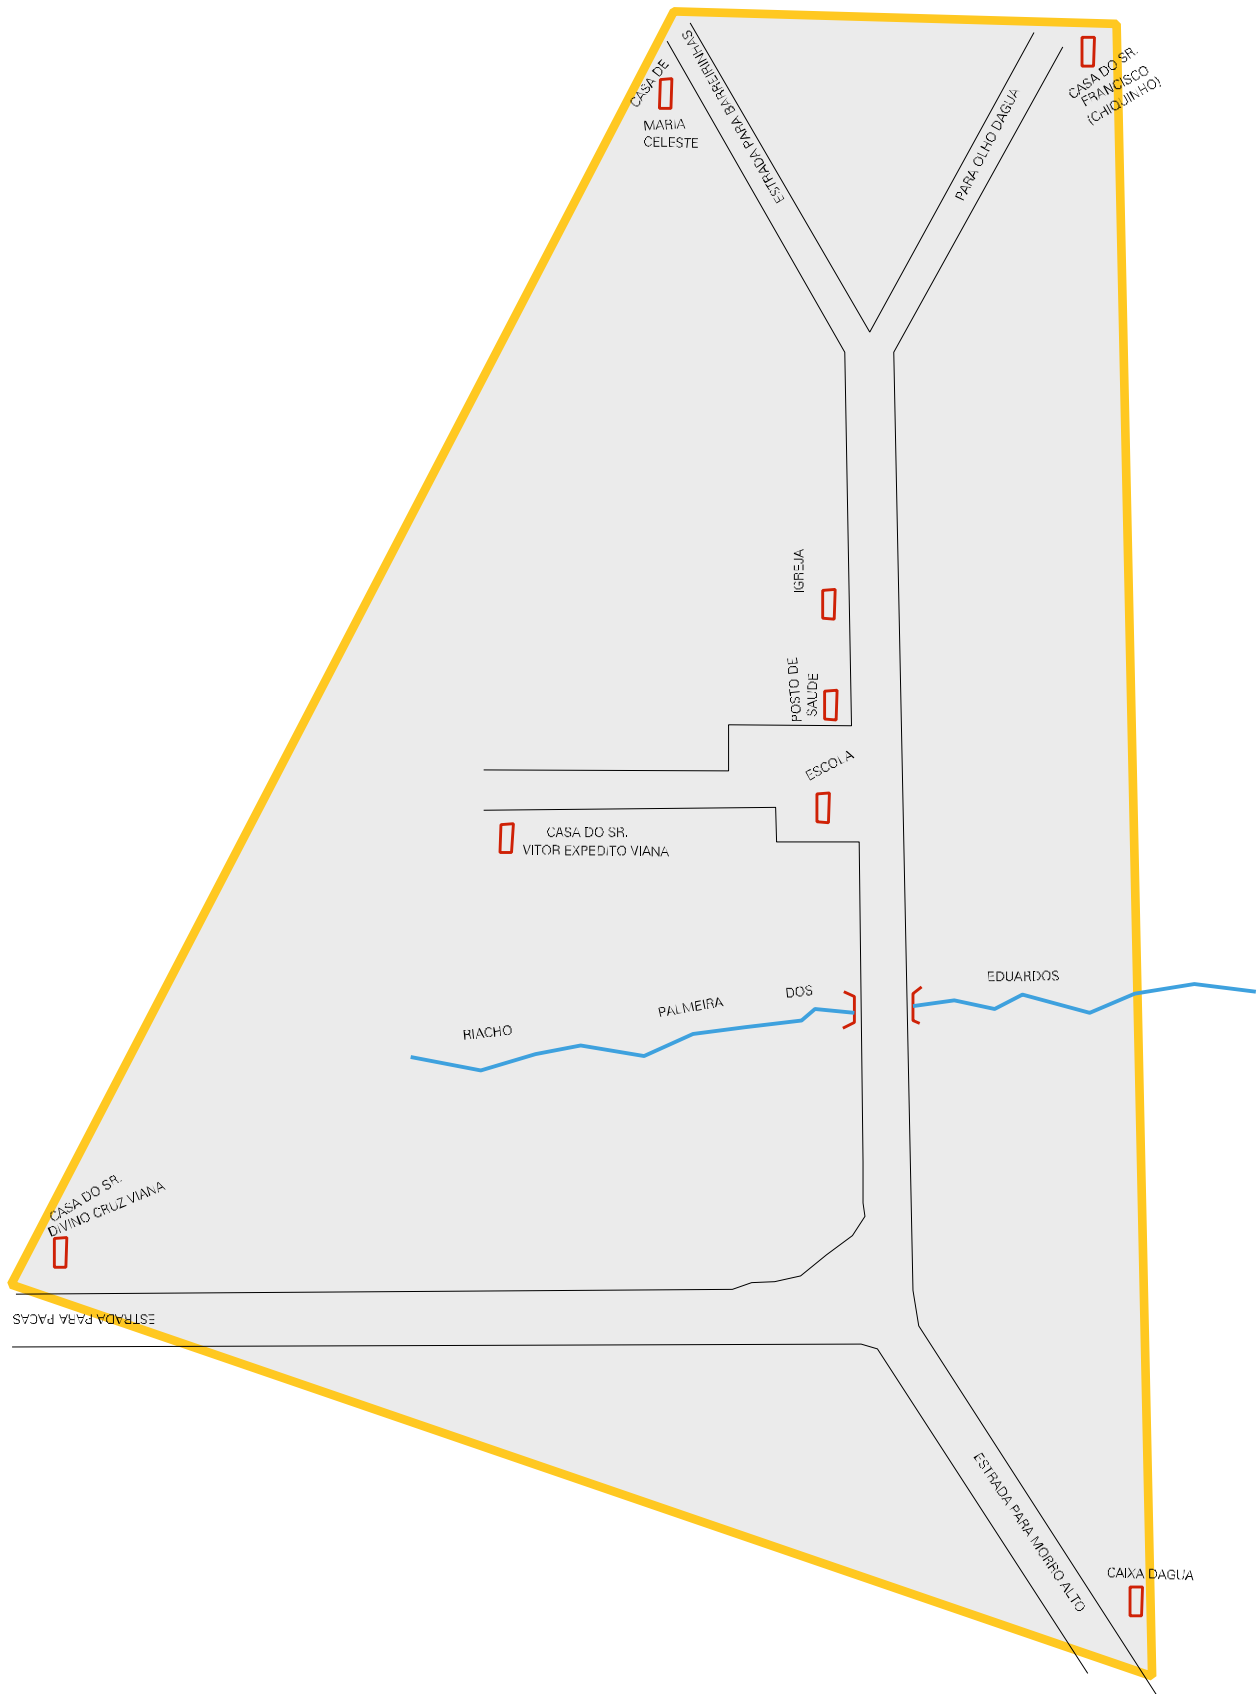 CASA DE
MARIA
CELESTE
ESTRADA PARA BARREIRINHAS
PARA OLHO DAGUA
CASA DO SR.
FRANCISCO
(CHIQUINHO)
IGREJA
POSTO DE
SAUDE
ESCOLA
CASA DO SR.
VITOR EXPEDITO VIANA
RIACHO PALMEIRA DOS EDUARDOS
CASA DO SR.
DIVINO CRUZ VIANA
ESTRADA PARA PACAS
ESTRADA PARA MORRO ALTO
CAIXA DAGUA